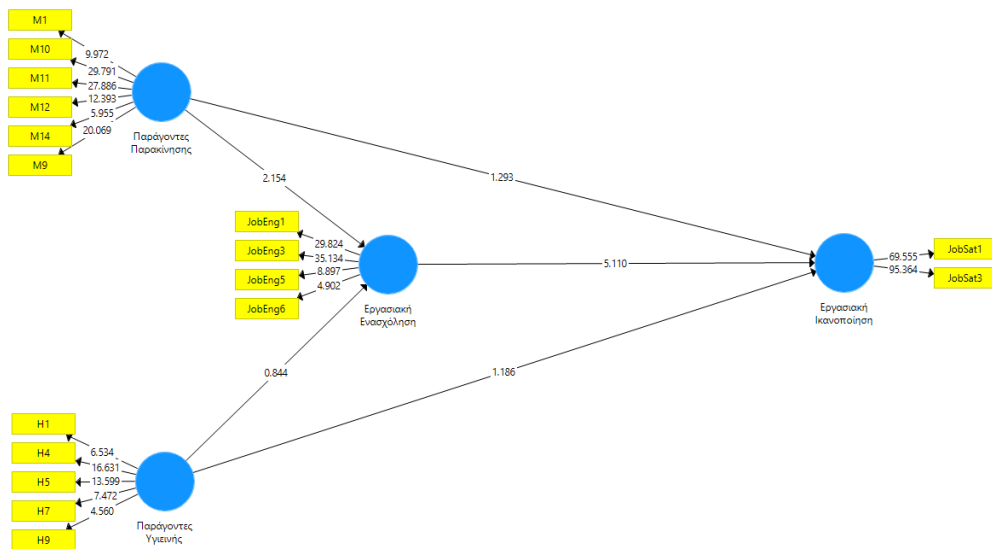 M1
M10
M11
M12
M14
M9
9.972
29.791
27.886
12.393
5.955
20.069
Παράγοντες
Παρακίνησης
2.154
1.293
JobEng1
JobEng3
JobEng5
JobEng6
29.824
35.134
8.897
4.902
Εργασιακή
Ενασχόληση
5.110
69.555
95.364
JobSat1
JobSat3
Εργασιακή
Ικανοποίηση
0.844
1.186
H1
H4
H5
H7
H9
6.534
16.631
13.599
7.472
4.560
Παράγοντες
Υγιεινής